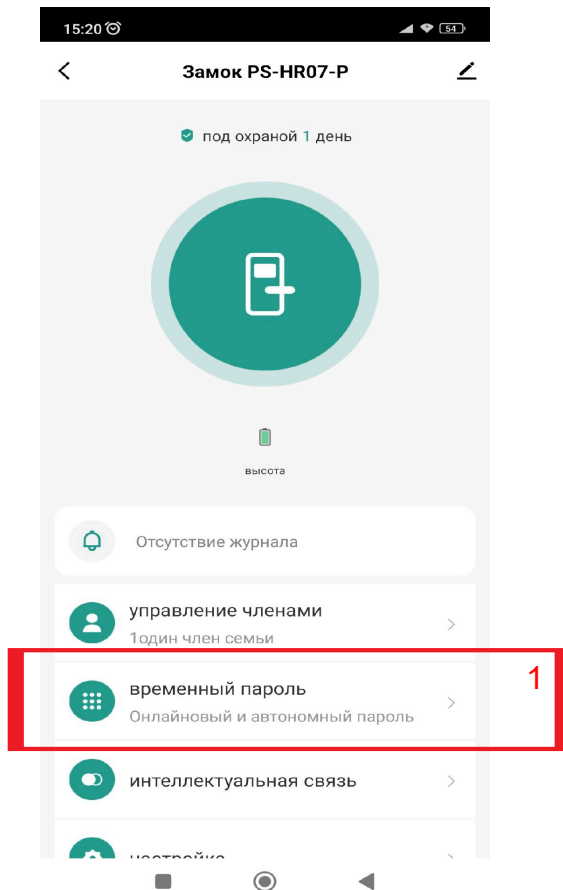 15:20
54
Замок PS-HR07-P
под охраной 1 день
высота
Отсутствие журнала
управление членами
1один член семьи
1
временный пароль
Онлайновый и автономный пароль
интеллектуальная связь
настройка